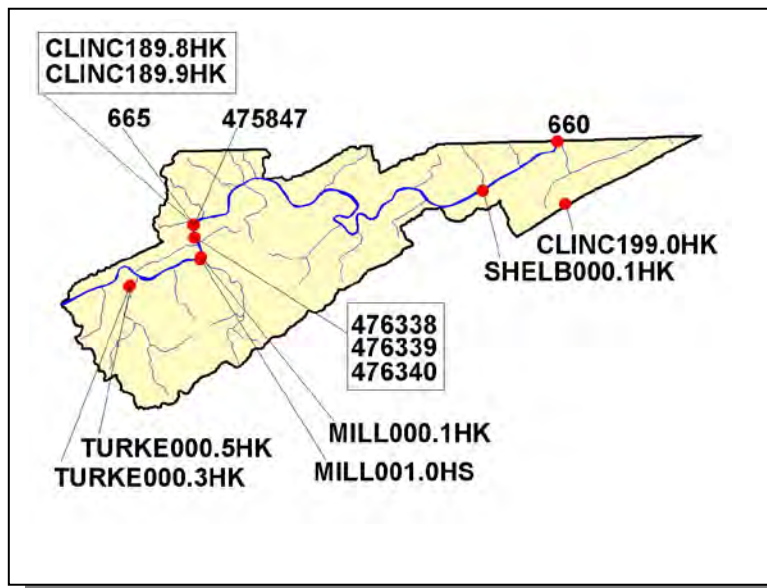 CLINC189.8HK
CLINC189.9HK
665
475847
660
CLINC199.0HK
SHELB000.1HK
476338
476339
476340
MILL000.1HK
MILL001.0HS
TURKE000.5HK
TURKE000.3HK